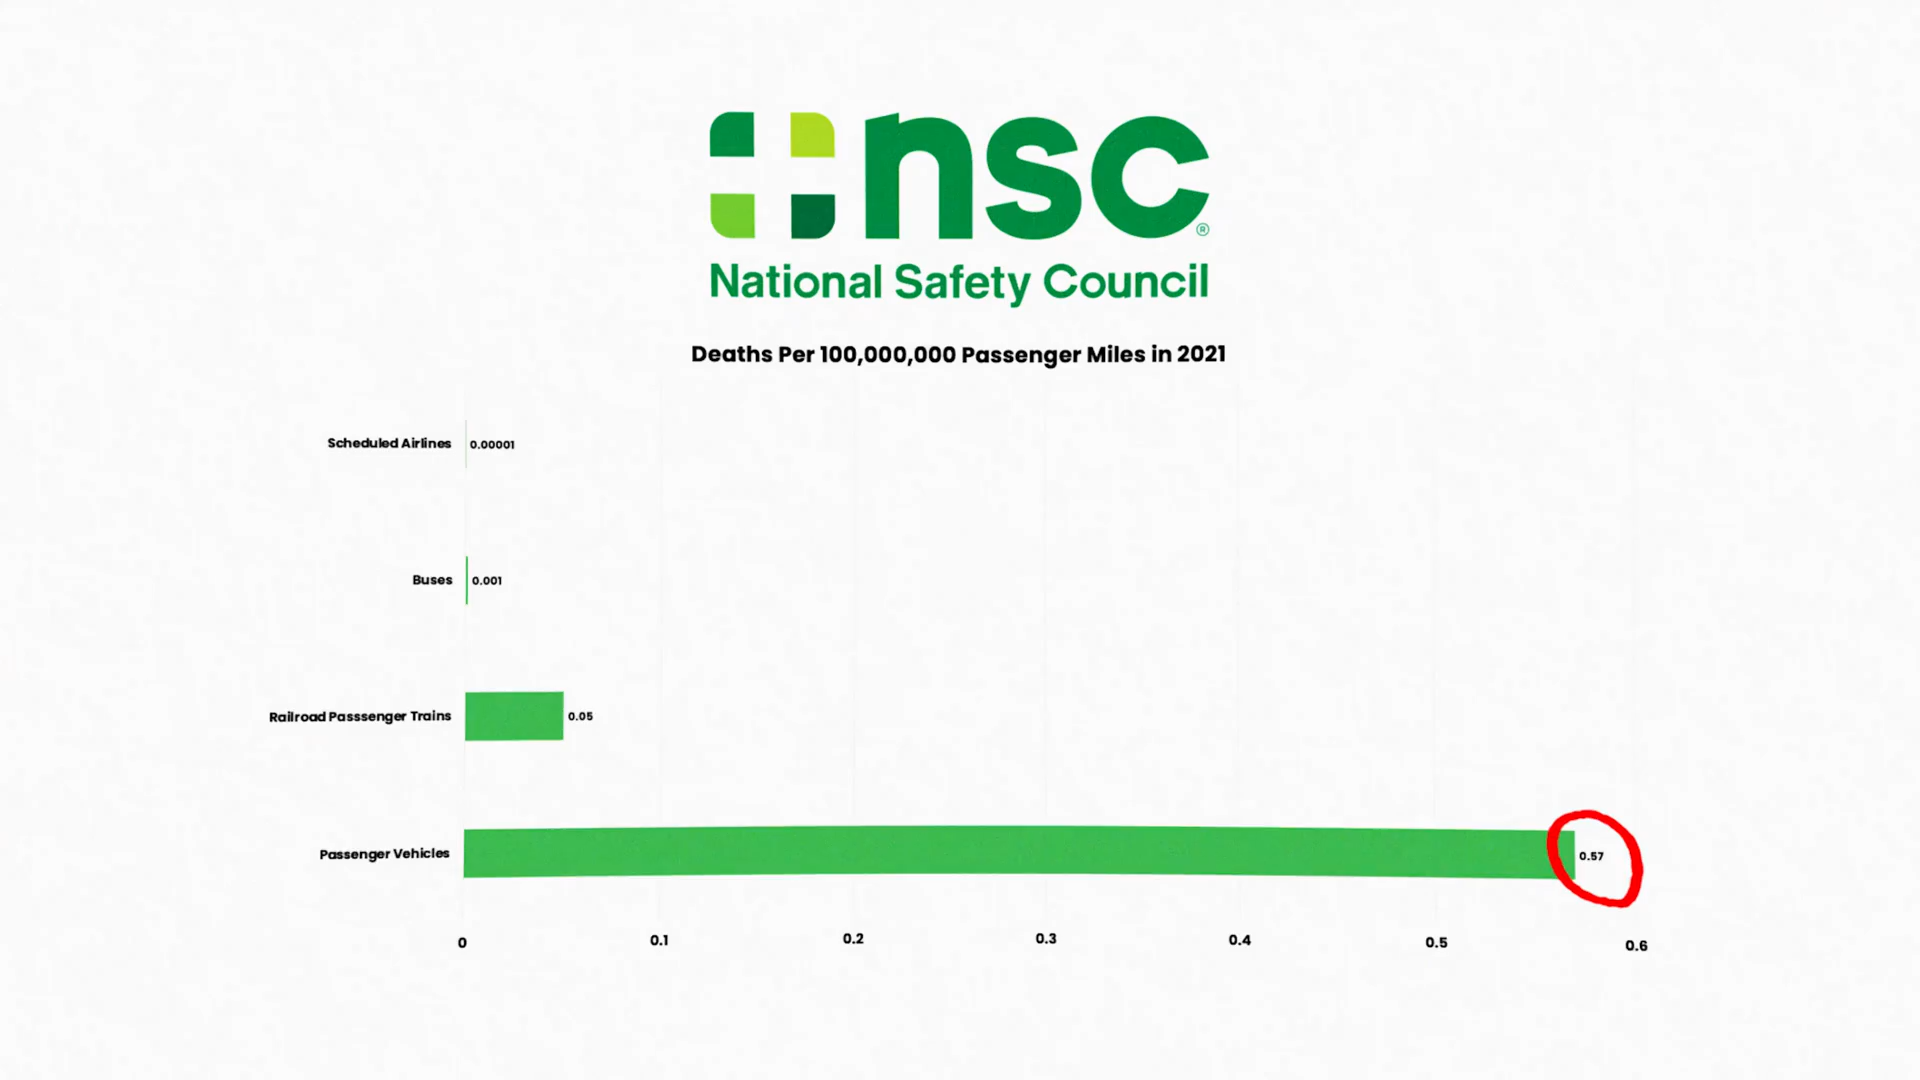 nsc®
National Safety Council
Deaths Per 100,000,000 Passenger Miles in 2021
Scheduled Airlines 0.00001
Buses 0.001
Railroad Passsenger Trains 0.05
Passenger Vehicles 0.57
0 0.1 0.2 0.3 0.4 0.5 0.6